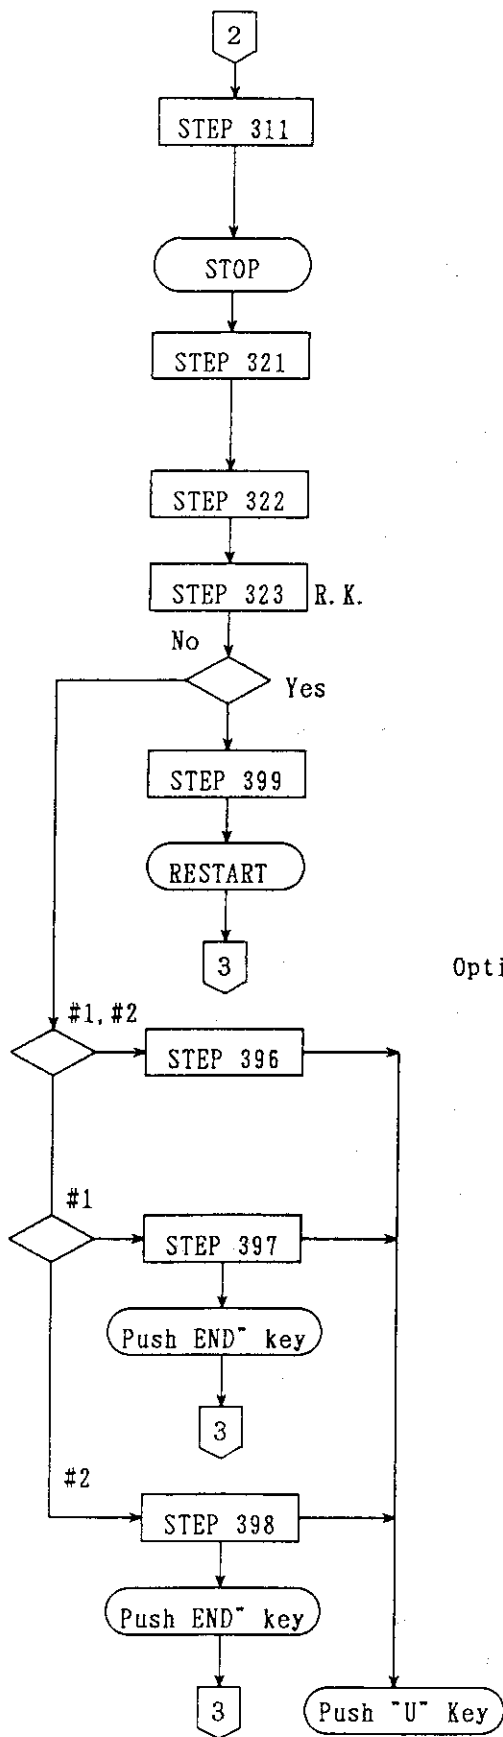 2
STEP 311
STOP
STEP 321
STEP 322
STEP 323 R.K.
No
Yes
STEP 399
RESTART
3
Opti
#1, #2
STEP 396
#1
STEP 397
Push END" key
3
#2
STEP 398
Push END" key
3
Push "U" Key